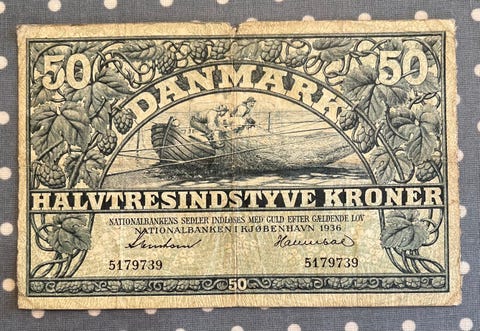 50 50
DANMARK
HALVTRESINDSTYVE KRONER
NATIONALBANKENS SEDLER INDLØSES MED GULD EFTER GÆLDENDE LOV
NATIONALBANKEN I KJØBENHAVN 1936
5179739 5179739
50